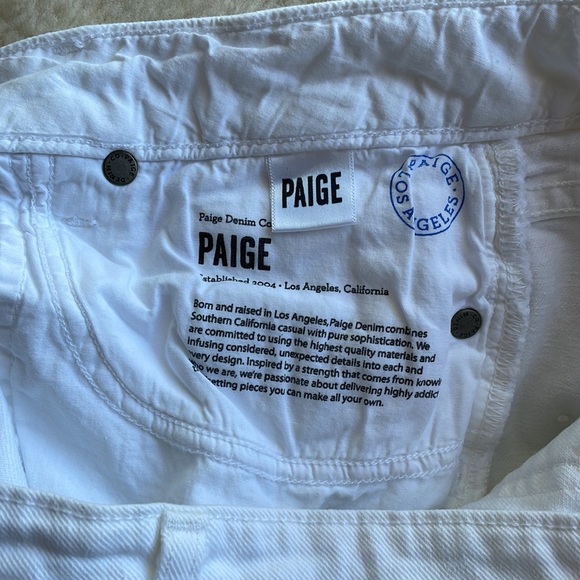 PAIGE
PAIGE
LOS ANGELES
Paige Denim Co
PAIGE
Established 2004 • Los Angeles, California
Born and raised in Los Angeles, Paige Denim combines
Southern California casual with pure sophistication. We
are committed to using the highest quality materials and
infusing considered, unexpected details into each and
very design. Inspired by a strength that comes from knowi
o we are, we're passionate about delivering highly addic
etting pieces you can make all your own.